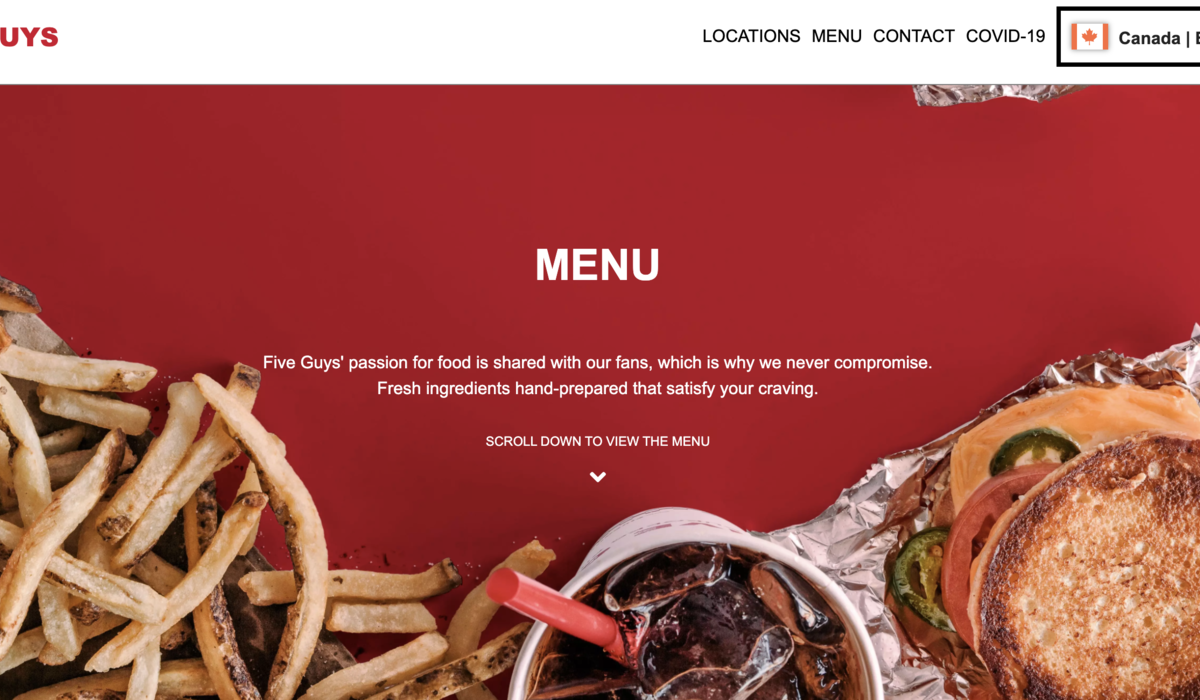 UYS
LOCATIONS MENU CONTACT COVID-19
Canada |
MENU
Five Guys' passion for food is shared with our fans, which is why we never compromise.
Fresh ingredients hand-prepared that satisfy your craving.
SCROLL DOWN TO VIEW THE MENU